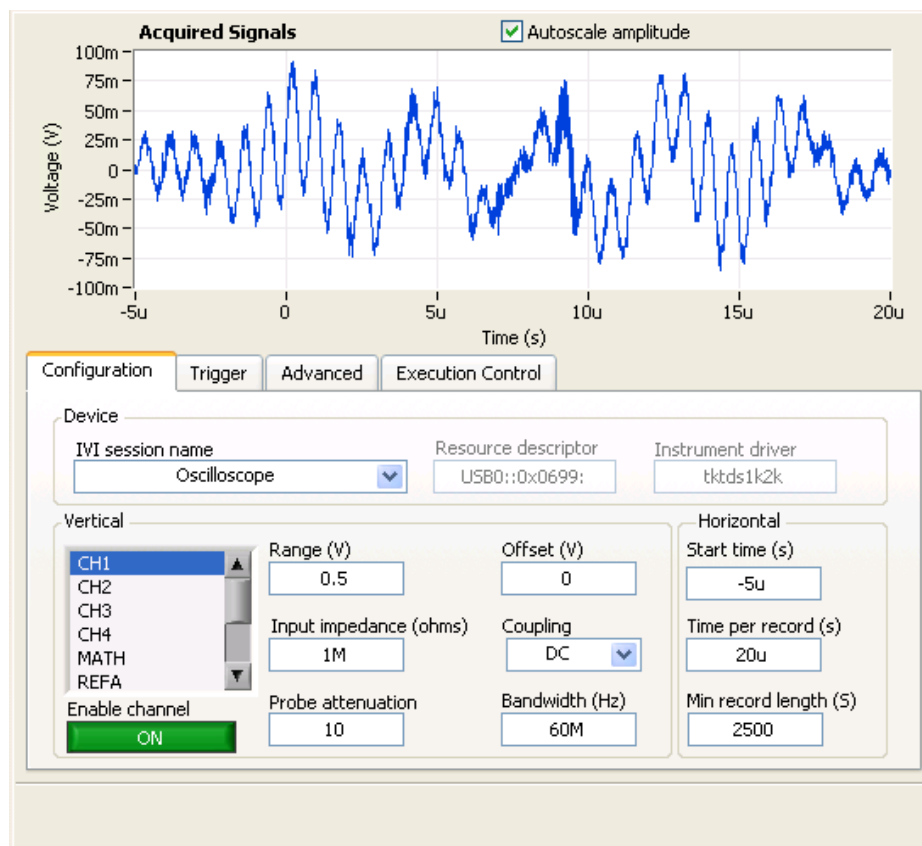 Acquired Signals
Autoscale amplitude
100m
75m
50m
25m
0
-25m
-50m
-75m
-100m
Voltage (V)
-5u 0 5u 10u 15u 20u
Time (s)
Configuration Trigger Advanced Execution Control
Device
IVI session name Resource descriptor Instrument driver
Oscilloscope USB0::0x0699: tktds1k2k
Vertical Horizontal
CH1
CH2
CH3
CH4
MATH
REFA
Enable channel
ON
Range (V) Offset (V) Start time (s)
0.5 0 -5u
Input impedance (ohms) Coupling Time per record (s)
1M DC 20u
Probe attenuation Bandwidth (Hz) Min record length (S)
10 60M 2500